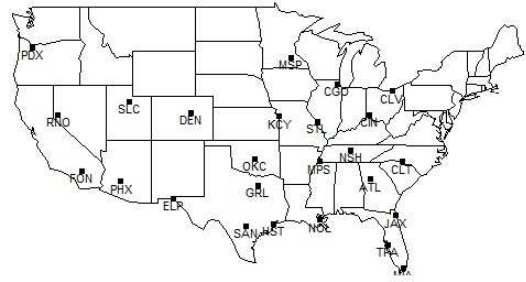 PDX
MSP
CGO
CLV
SLC
RNO
DEN
KCY
STL
CIN
NSH
FON
PHX
OKC
MPS
CLT
GRL
ATL
ELP
SAN
HST
NOL
JAX
TPA
MIA